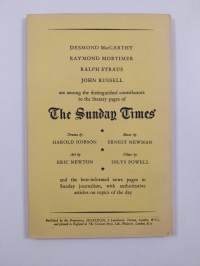 DESMOND MacCARTHY
RAYMOND MORTIMER
RALPH STRAUS
JOHN RUSSELL
are among the distinguished contributors
to the literary pages of
The Sunday Times
Drama by
Music by
HAROLD HOBSON
ERNEST NEWMAN
Art by
Films by
ERIC NEWTON
DILYS POWELL
and the best-informed news pages in
Sunday journalism, with authoritative
articles on topics of the day